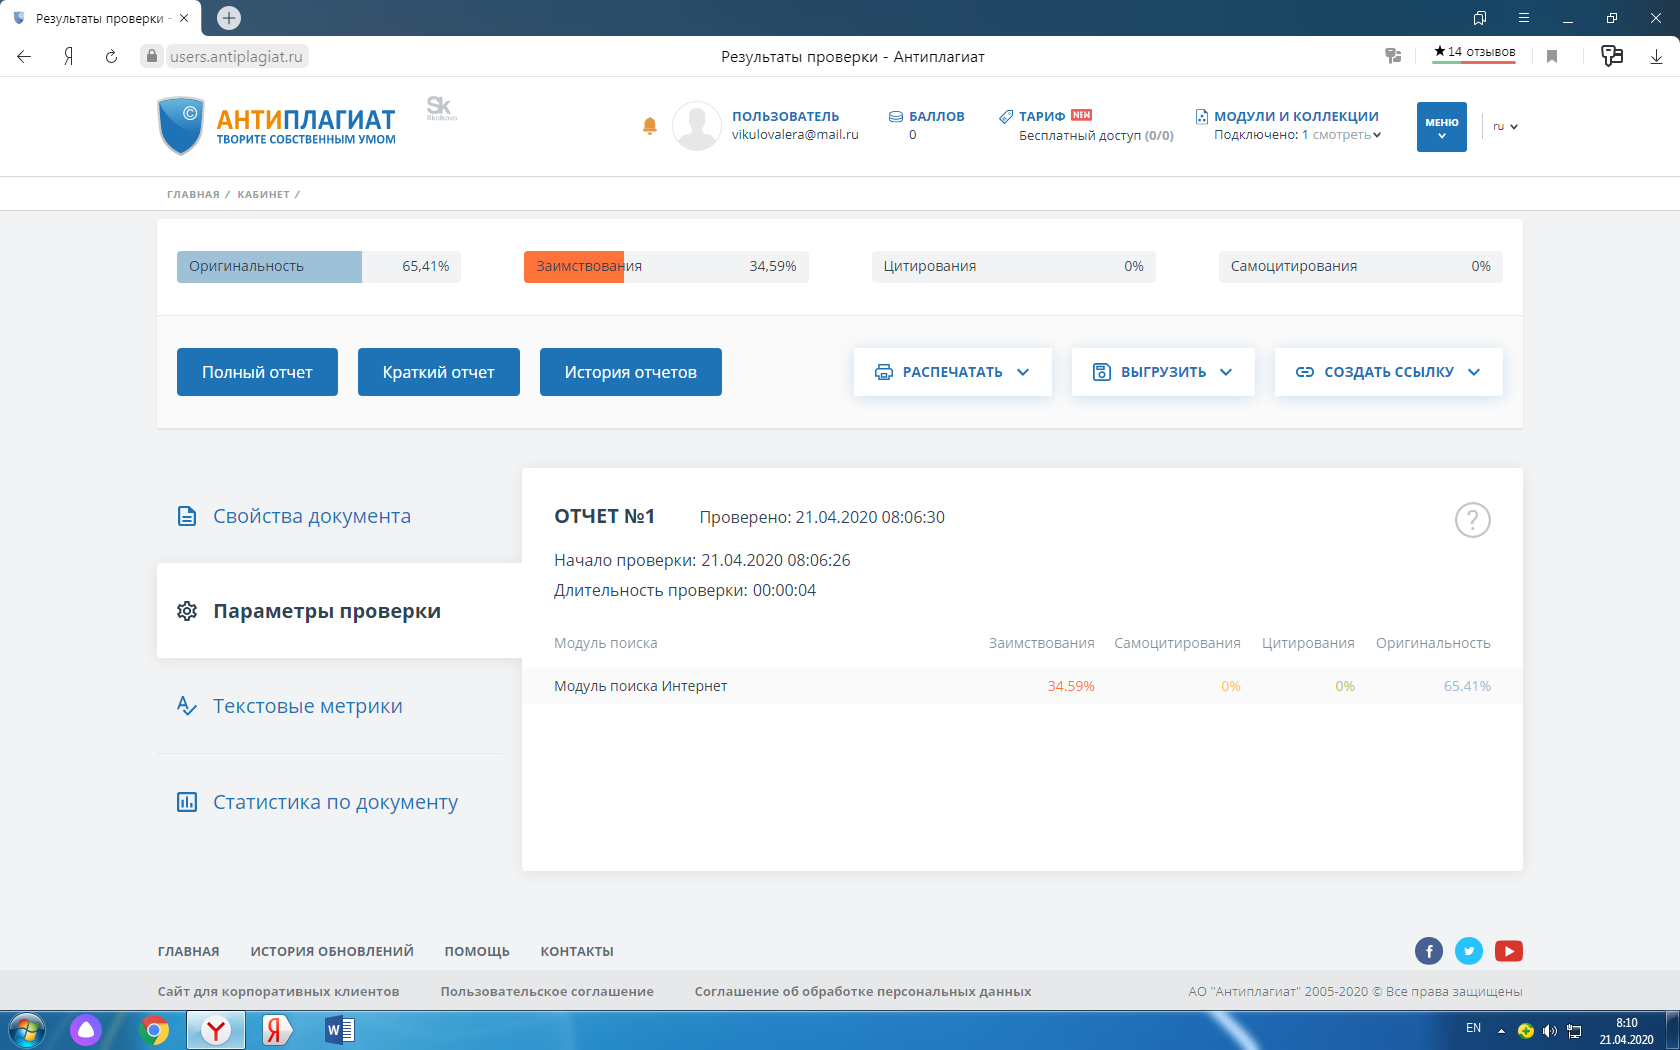 Результаты проверки -
users.antiplagiat.ru
Результаты проверки - Антиплагиат
★14 отзывов
АНТИПЛАГИАТ
ТВОРИТЕ СОБСТВЕННЫМ УМОМ
Sk
Skolkovo
ПОЛЬЗОВАТЕЛЬ
vikulovalera@mail.ru
БАЛЛОВ
0
ТАРИФ NEW
Бесплатный доступ (0/0)
МОДУЛИ И КОЛЛЕКЦИИ
Подключено: 1 смотреть
МЕНЮ
ru
ГЛАВНАЯ / КАБИНЕТ /
Оригинальность 65,41%
Заимствования 34,59%
Цитирования 0%
Самоцитирования 0%
Полный отчет
Краткий отчет
История отчетов
РАСПЕЧАТАТЬ
ВЫГРУЗИТЬ
СОЗДАТЬ ССЫЛКУ
Свойства документа
Параметры проверки
Текстовые метрики
Статистика по документу
ОТЧЕТ №1 Проверено: 21.04.2020 08:06:30
?
Начало проверки: 21.04.2020 08:06:26
Длительность проверки: 00:00:04
Модуль поиска Заимствования Самоцитирования Цитирования Оригинальность
Модуль поиска Интернет 34.59% 0% 0% 65.41%
ГЛАВНАЯ ИСТОРИЯ ОБНОВЛЕНИЙ ПОМОЩЬ КОНТАКТЫ
Сайт для корпоративных клиентов Пользовательское соглашение Соглашение об обработке персональных данных АО "Антиплагиат" 2005-2020 © Все права защищены
EN
8:10
21.04.2020